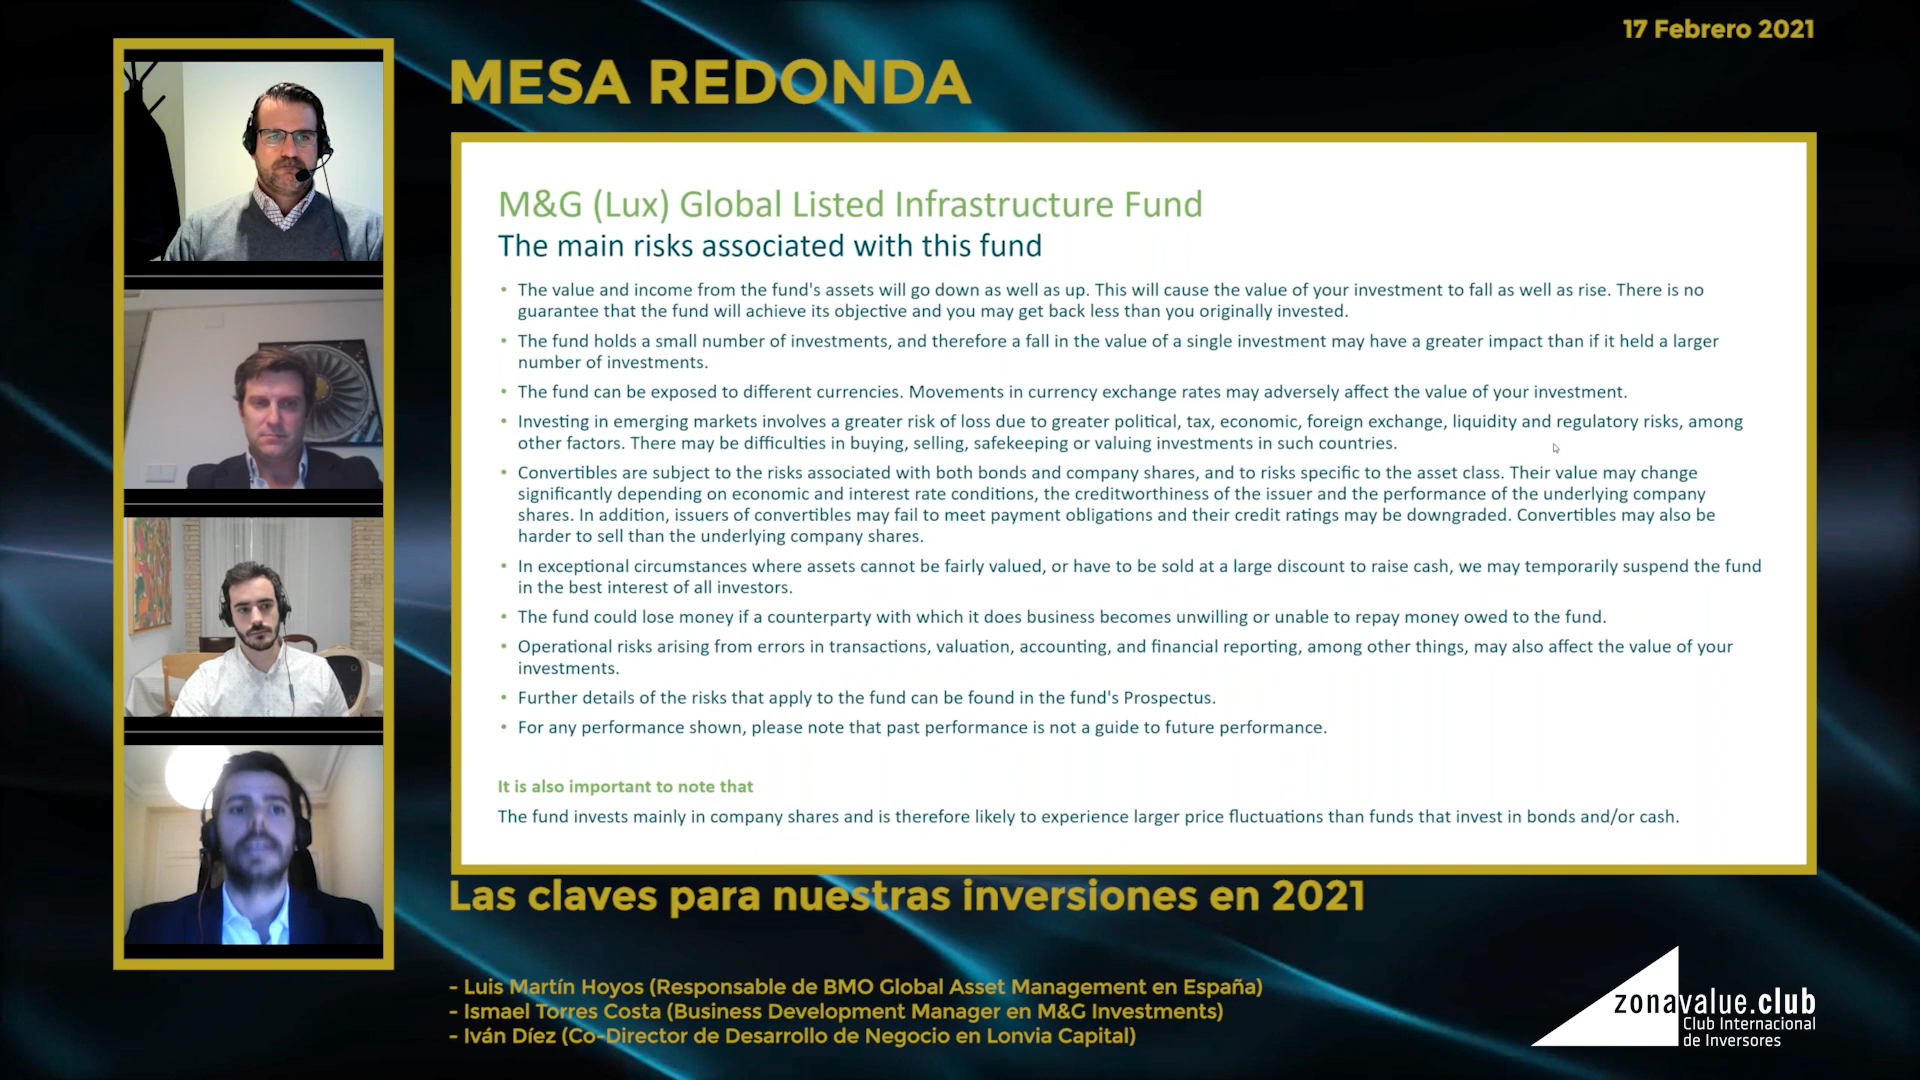 17 Febrero 2021
MESA REDONDA
M&G (Lux) Global Listed Infrastructure Fund
The main risks associated with this fund
• The value and income from the fund's assets will go down as well as up. This will cause the value of your investment to fall as well as rise. There is no
guarantee that the fund will achieve its objective and you may get back less than you originally invested.
• The fund holds a small number of investments, and therefore a fall in the value of a single investment may have a greater impact than if it held a larger
number of investments.
• The fund can be exposed to different currencies. Movements in currency exchange rates may adversely affect the value of your investment.
• Investing in emerging markets involves a greater risk of loss due to greater political, tax, economic, foreign exchange, liquidity and regulatory risks, among
other factors. There may be difficulties in buying, selling, safekeeping or valuing investments in such countries.
• Convertibles are subject to the risks associated with both bonds and company shares, and to risks specific to the asset class. Their value may change
significantly depending on economic and interest rate conditions, the creditworthiness of the issuer and the performance of the underlying company
shares. In addition, issuers of convertibles may fail to meet payment obligations and their credit ratings may be downgraded. Convertibles may also be
harder to sell than the underlying company shares.
• In exceptional circumstances where assets cannot be fairly valued, or have to be sold at a large discount to raise cash, we may temporarily suspend the fund
in the best interest of all investors.
• The fund could lose money if a counterparty with which it does business becomes unwilling or unable to repay money owed to the fund.
• Operational risks arising from errors in transactions, valuation, accounting, and financial reporting, among other things, may also affect the value of your
investments.
• Further details of the risks that apply to the fund can be found in the fund's Prospectus.
• For any performance shown, please note that past performance is not a guide to future performance.
It is also important to note that
The fund invests mainly in company shares and is therefore likely to experience larger price fluctuations than funds that invest in bonds and/or cash.
Las claves para nuestras inversiones en 2021
- Luis Martín Hoyos (Responsable de BMO Global Asset Management en España)
- Ismael Torres Costa (Business Development Manager en M&G Investments)
- Iván Díez (Co-Director de Desarrollo de Negocio en Lonvia Capital)
zonavalue.club
Club Internacional
de Inversores